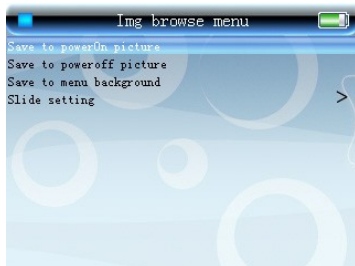 Img browse menu
Save to powerOn picture
Save to poweroff picture
Save to menu background
Slide setting
>